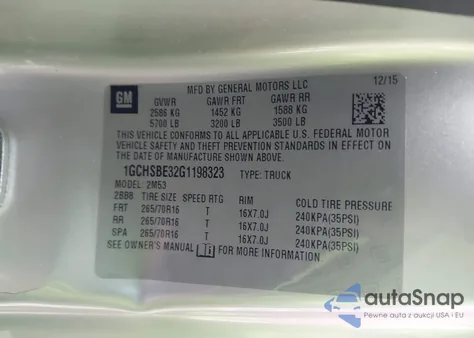 MFD BY GENERAL MOTORS LLC 12/15
GM
GVWR GAWR FRT GAWR RR
2586 KG 1452 KG 1588 KG
5700 LB 3200 LB 3500 LB
THIS VEHICLE CONFORMS TO ALL APPLICABLE U.S. FEDERAL MOTOR
VEHICLE SAFETY AND THEFT PREVENTION STANDARDS IN EFFECT ON
THE DATE OF MANUFACTURE SHOWN ABOVE.
1GCHSBE32G1198323 TYPE: TRUCK
MODEL: 2M53
2BB8 TIRE SIZE SPEED RTG RIM COLD TIRE PRESSURE
FRT 265/70R16 T 16X7.0J 240KPA(35PSI)
RR 265/70R16 T 16X7.0J 240KPA(35PSI)
SPA 265/70R16 T 16X7.0J 240KPA(35PSI)
SEE OWNER'S MANUAL FOR MORE INFORMATION
autoSnap
Pewne auta z aukcji USA i EU